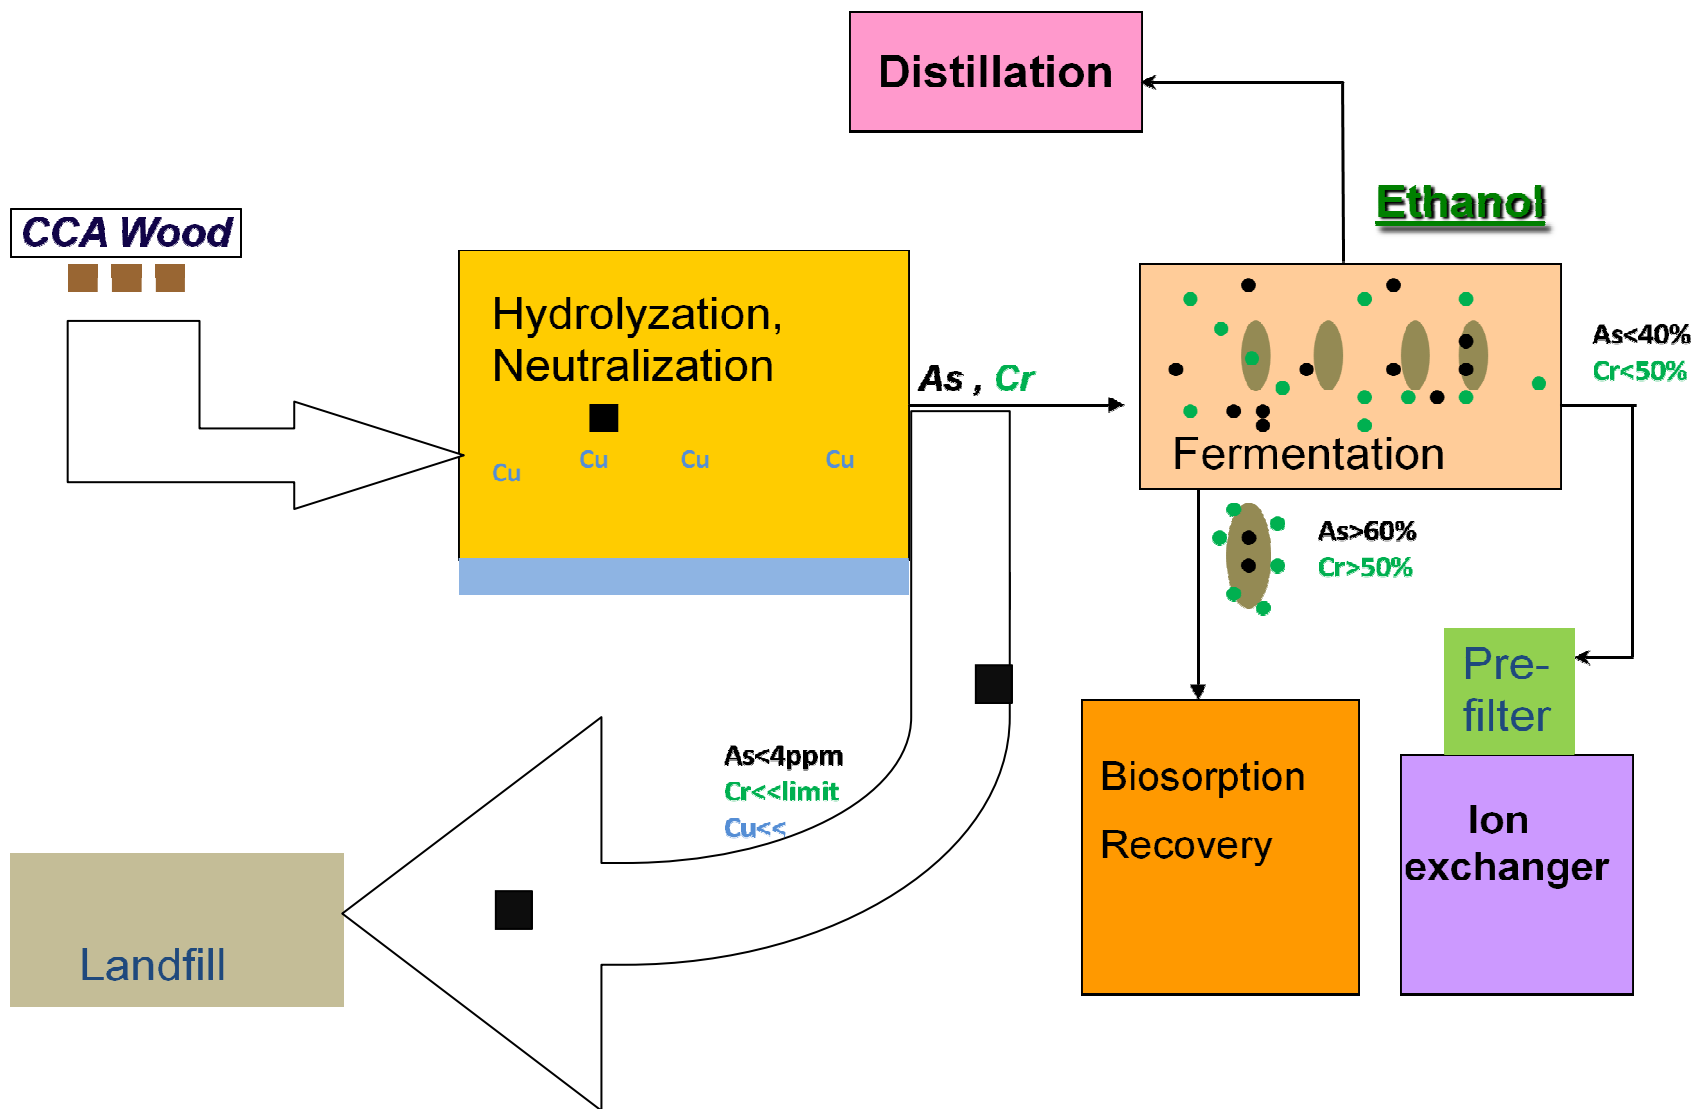 Distillation
Ethanol
CCA Wood
Hydrolyzation,
Neutralization
Cu
Cu
Cu
Cu
As , Cr
Fermentation
As<40%
Cr<50%
As>60%
Cr>50%
Pre-
filter
As<4ppm
Cr<<limit
Cu<<
Biosorption
Recovery
Ion
exchanger
Landfill